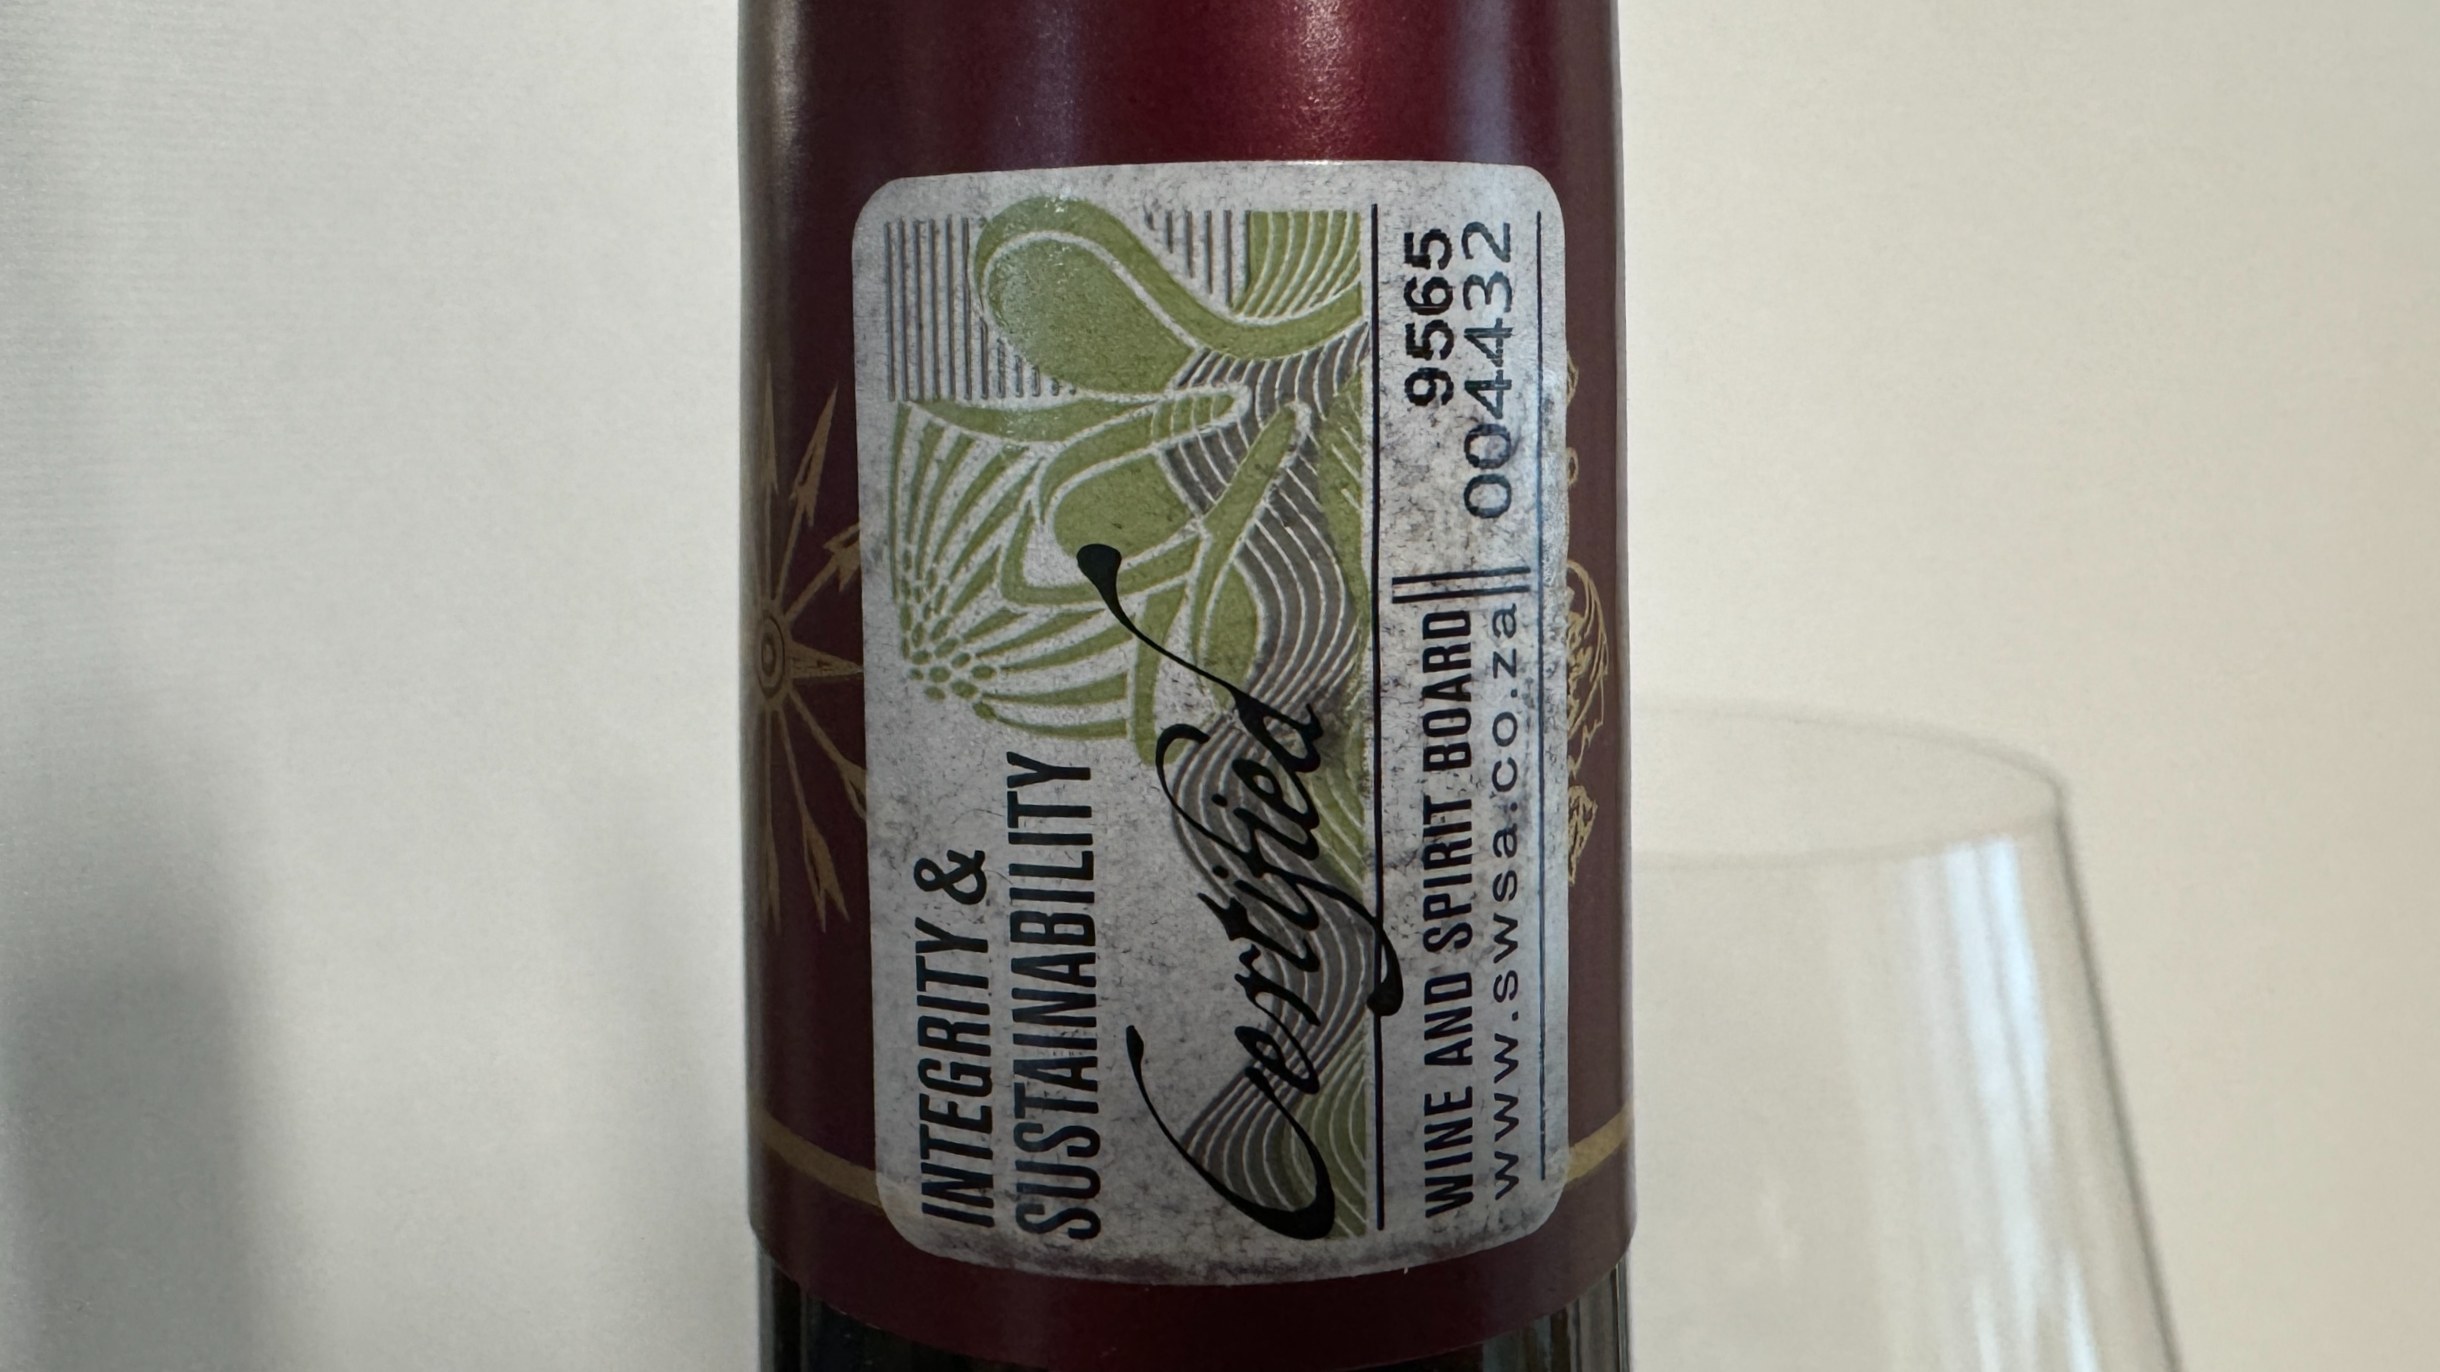 INTEGRITY &
SUSTAINABILITY
Certified
WINE AND SPIRIT BOARD || 9565
www.swsa.co.za || 004432